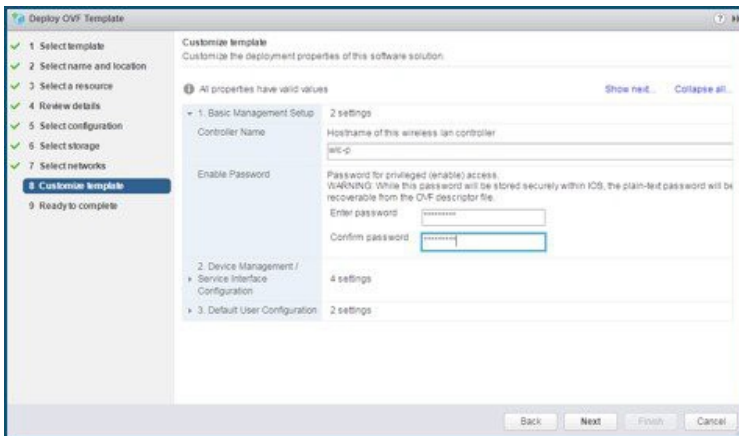 Deploy OVF Template
1 Select template
2 Select name and location
3 Select a resource
4 Review details
5 Select configuration
6 Select storage
7 Select networks
8 Customize template
9 Ready to complete
Customize template
Customize the deployment properties of this software solution.
All properties have valid values
Show next...
Collapse all...
1. Basic Management Setup
2 settings
Controller Name
Hostname of this wireless lan controller
wlc-p
Enable Password
Password for privileged (enable) access.
WARNING: While this password will be stored securely within IOS, the plain-text password will be
recoverable from the OVF descriptor file.
Enter password
*********
Confirm password
*********
2. Device Management /
Service Interface
Configuration
4 settings
3. Default User Configuration
2 settings
Back
Next
Finish
Cancel